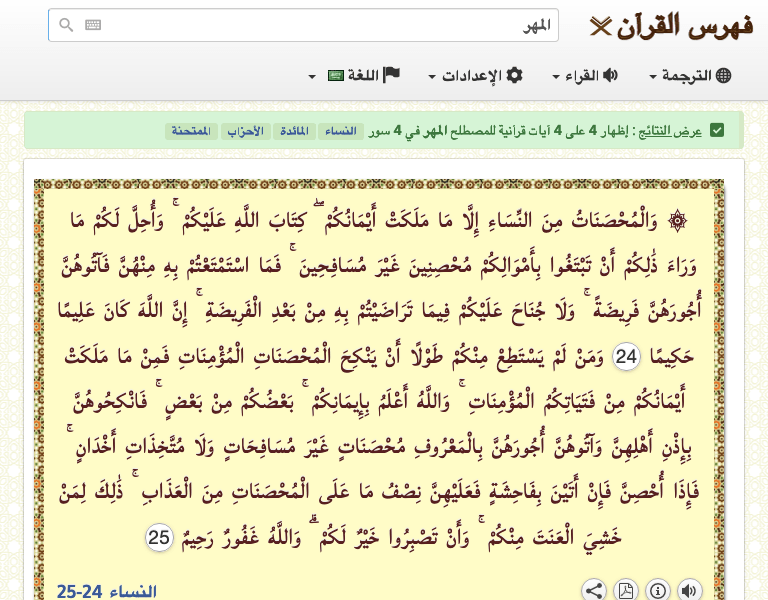 فهرس القرآن
المهر
الترجمة القراء الإعدادات اللغة
عرض النتائج : إظهار 4 على 4 آيات قرآنية للمصطلح المهر في 4 سور النساء المائدة الأحزاب الممتحنة
۞ وَالْمُحْصَنَاتُ مِنَ النِّسَاءِ إِلَّا مَا مَلَكَتْ أَيْمَانُكُمْ ۖ كِتَابَ اللَّهِ عَلَيْكُمْ ۚ وَأُحِلَّ لَكُمْ مَا
وَرَاءَ ذَٰلِكُمْ أَنْ تَبْتَغُوا بِأَمْوَالِكُمْ مُحْصِنِينَ غَيْرَ مُسَافِحِينَ ۚ فَمَا اسْتَمْتَعْتُمْ بِهِ مِنْهُنَّ فَآتُوهُنَّ
أُجُورَهُنَّ فَرِيضَةً ۚ وَلَا جُنَاحَ عَلَيْكُمْ فِيمَا تَرَاضَيْتُمْ بِهِ مِنْ بَعْدِ الْفَرِيضَةِ ۚ إِنَّ اللَّهَ كَانَ عَلِيمًا
حَكِيمًا 24 وَمَنْ لَمْ يَسْتَطِعْ مِنْكُمْ طَوْلًا أَنْ يَنْكِحَ الْمُحْصَنَاتِ الْمُؤْمِنَاتِ فَمِنْ مَا مَلَكَتْ
أَيْمَانُكُمْ مِنْ فَتَيَاتِكُمُ الْمُؤْمِنَاتِ ۚ وَاللَّهُ أَعْلَمُ بِإِيمَانِكُمْ ۚ بَعْضُكُمْ مِنْ بَعْضٍ ۚ فَانْكِحُوهُنَّ
بِإِذْنِ أَهْلِهِنَّ وَآتُوهُنَّ أُجُورَهُنَّ بِالْمَعْرُوفِ مُحْصَنَاتٍ غَيْرَ مُسَافِحَاتٍ وَلَا مُتَّخِذَاتِ أَخْدَانٍ ۚ
فَإِذَا أُحْصِنَّ فَإِنْ أَتَيْنَ بِفَاحِشَةٍ فَعَلَيْهِنَّ نِصْفُ مَا عَلَى الْمُحْصَنَاتِ مِنَ الْعَذَابِ ۚ ذَٰلِكَ لِمَنْ
خَشِيَ الْعَنَتَ مِنْكُمْ ۚ وَأَنْ تَصْبِرُوا خَيْرٌ لَكُمْ ۗ وَاللَّهُ غَفُورٌ رَحِيمٌ 25
النساء 24-25